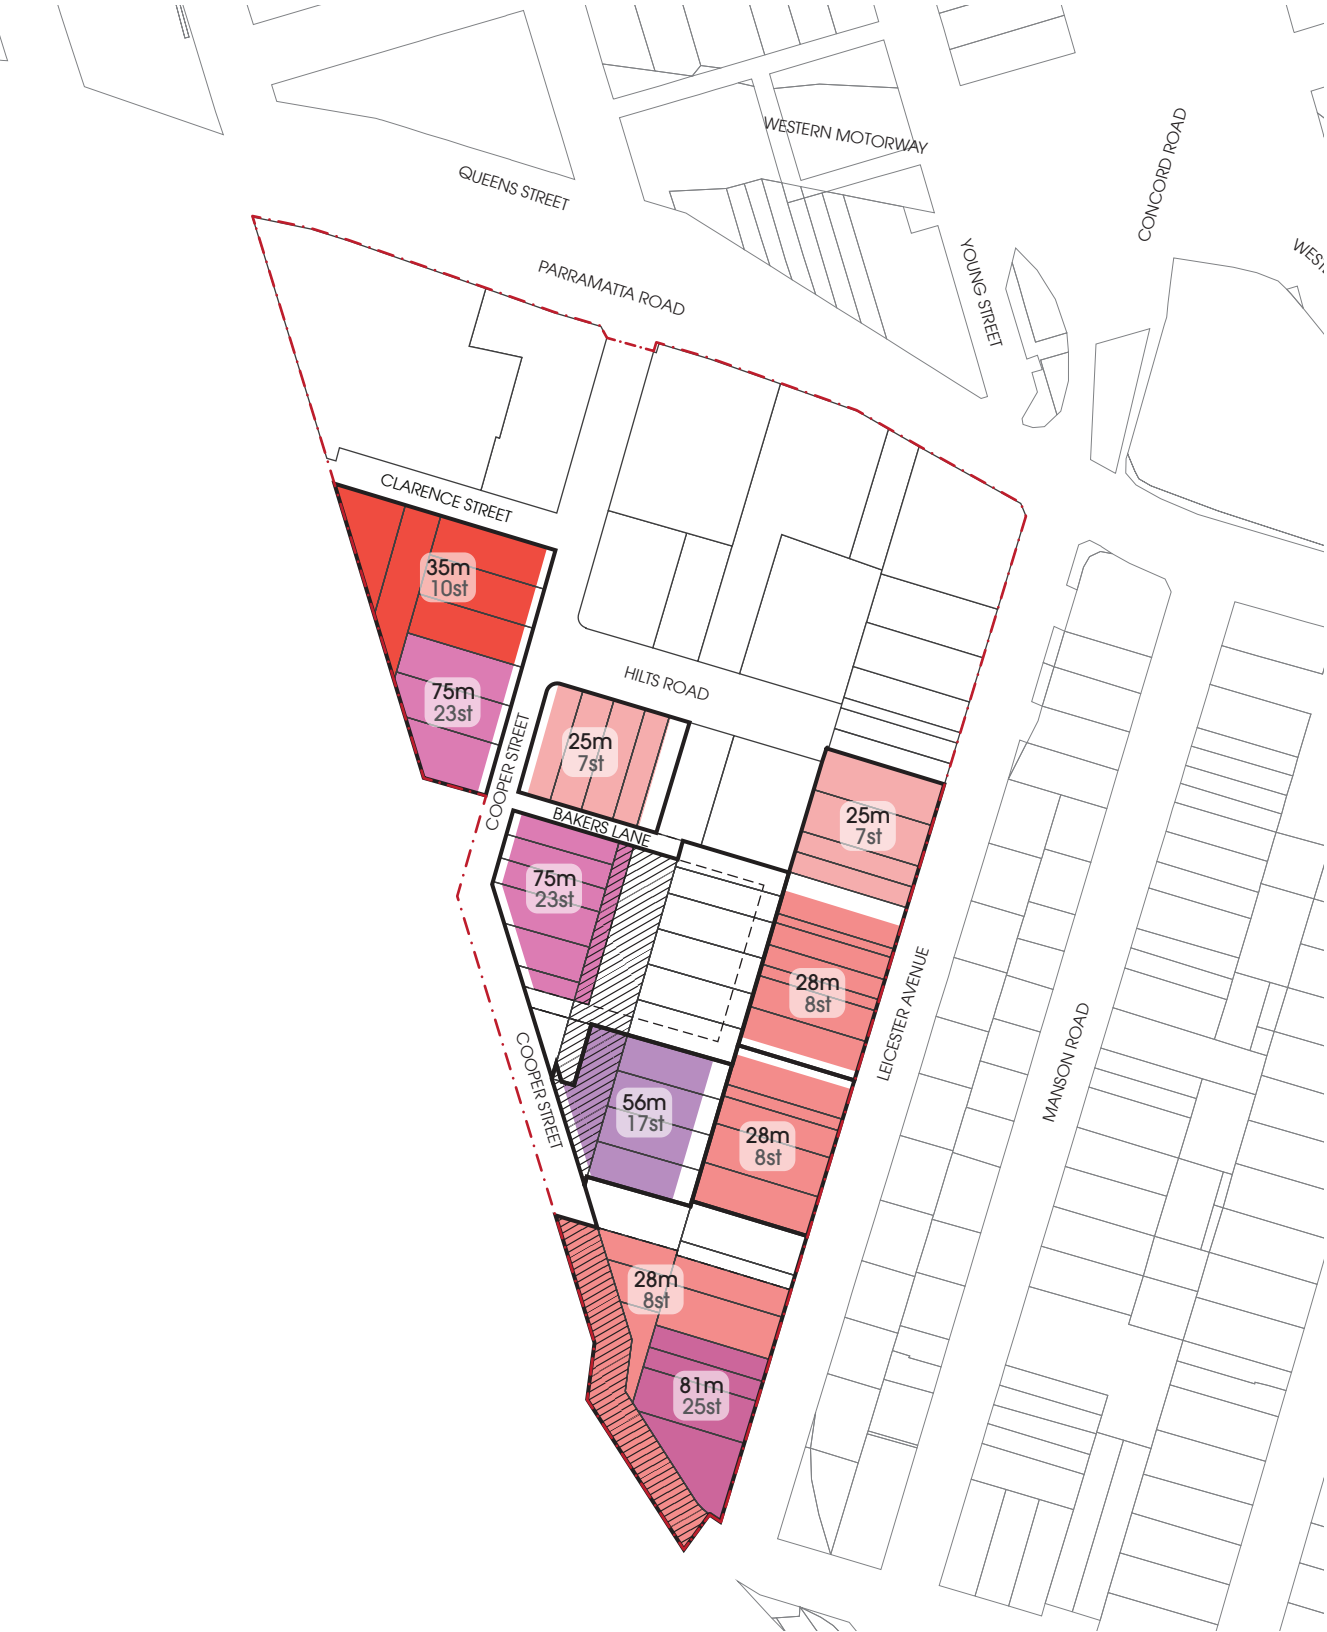 WESTERN MOTORWAY
CONCORD ROAD
QUEENS STREET
YOUNG STREET
PARRAMATTA ROAD
CLARENCE STREET
35m
10st
75m
23st
HILTS ROAD
COOPER STREET
25m
7st
BAKERS LANE
25m
7st
75m
23st
28m
8st
LEICESTER AVENUE
MANSON ROAD
COOPER STREET
56m
17st
28m
8st
28m
8st
81m
25st